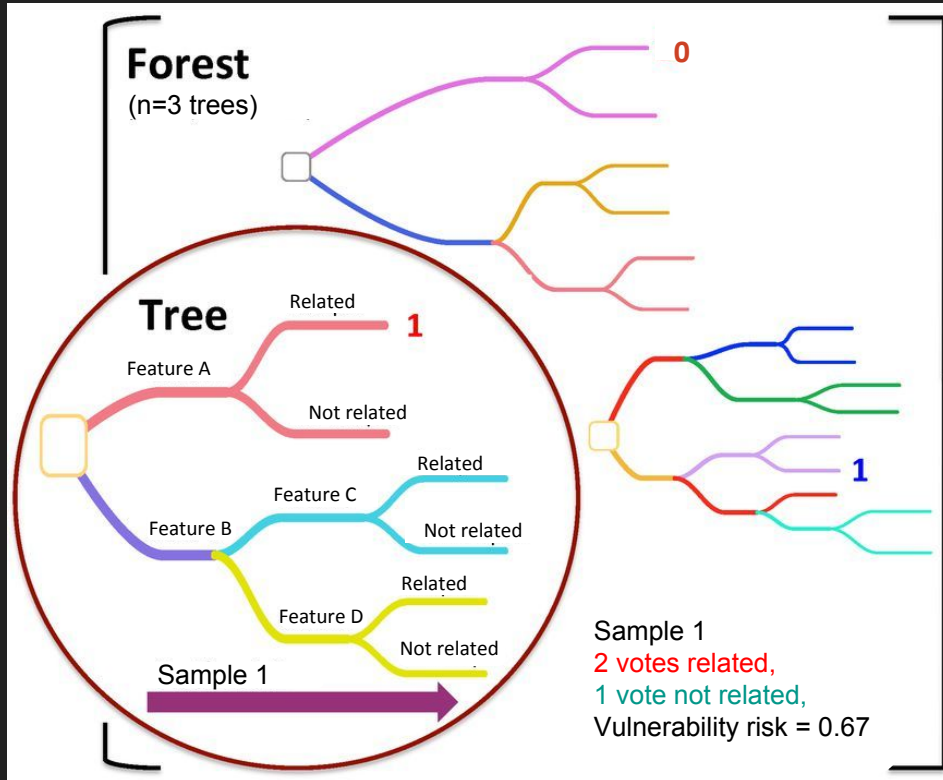 Forest
(n=3 trees)
0
Tree
Related
1
Feature A
Not related
Related
Feature C
Feature B
Not related
1
Related
Feature D
Not related
Sample 1
Sample 1
2 votes related,
1 vote not related,
Vulnerability risk = 0.67